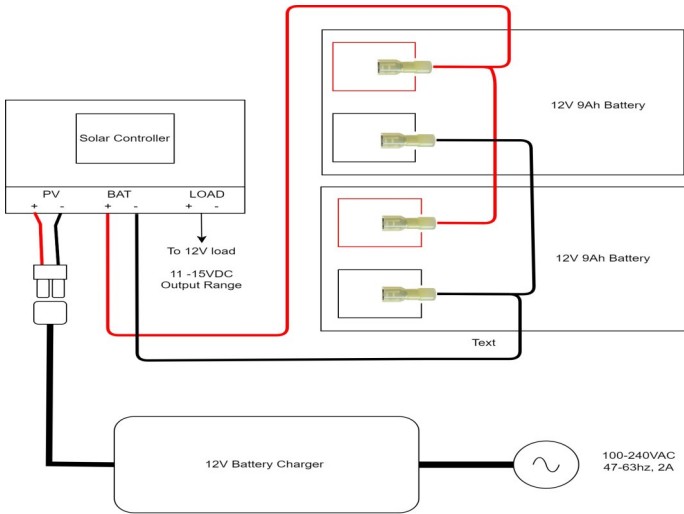 12V 9Ah Battery
Solar Controller
PV BAT LOAD
+ - + - + -
To 12V load
11 -15VDC
Output Range
12V 9Ah Battery
Text
12V Battery Charger
100-240VAC
47-63hz, 2A